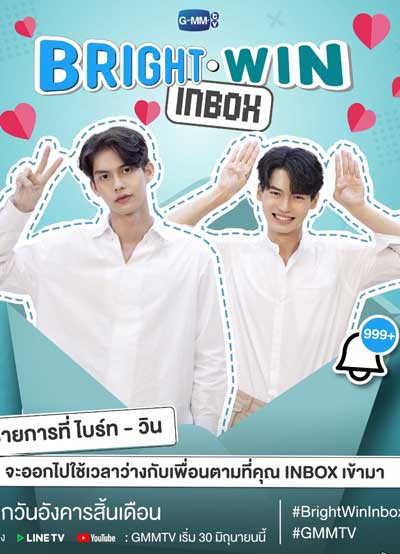 G-MM-TV
BRIGHT·WIN
INBOX
999+
ายการที่ ไบร์ท - วิน
จะออกไปใช้เวลาว่างกับเพื่อนตามที่คุณ INBOX เข้ามา
กวันอังคารสิ้นเดือน
#BrightWinInbox
ง LINE TV YouTube : GMMTV เริ่ม 30 มิถุนายนนี้
#GMMTV